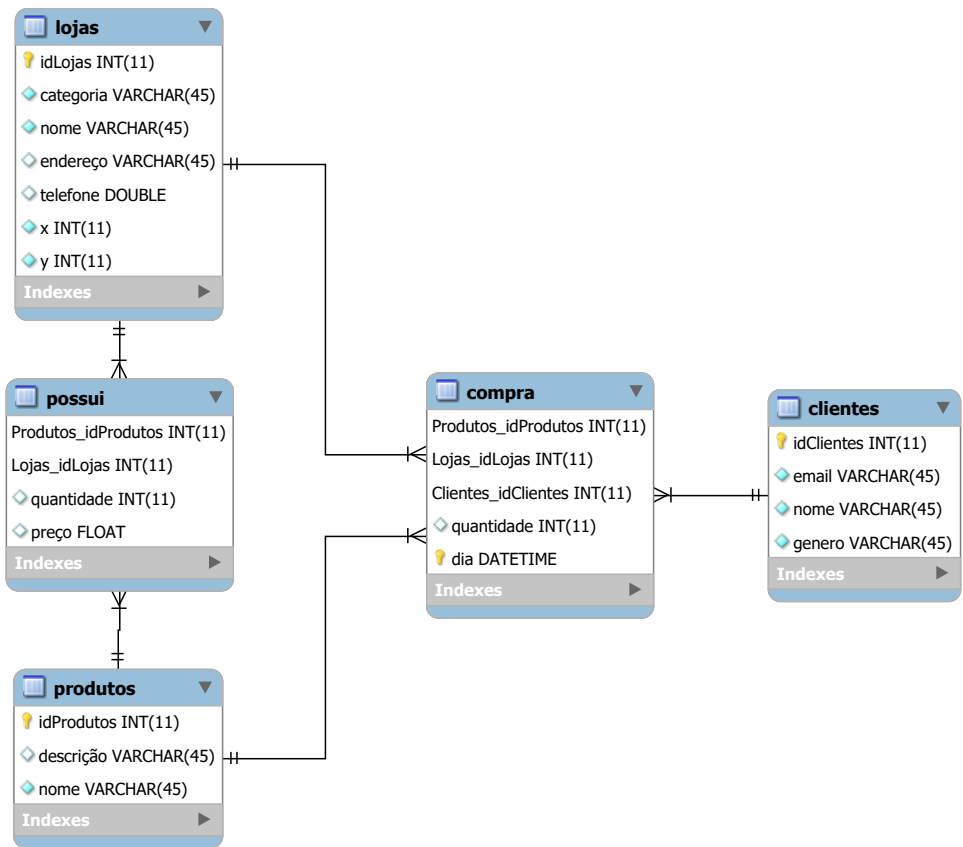 lojas
idLojas INT(11)
categoria VARCHAR(45)
nome VARCHAR(45)
endereço VARCHAR(45)
telefone DOUBLE
x INT(11)
y INT(11)
Indexes
possui
Produtos_idProdutos INT(11)
Lojas_idLojas INT(11)
quantidade INT(11)
preço FLOAT
Indexes
produtos
idProdutos INT(11)
descrição VARCHAR(45)
nome VARCHAR(45)
Indexes
compra
Produtos_idProdutos INT(11)
Lojas_idLojas INT(11)
Clientes_idClientes INT(11)
quantidade INT(11)
dia DATETIME
Indexes
clientes
idClientes INT(11)
email VARCHAR(45)
nome VARCHAR(45)
genero VARCHAR(45)
Indexes